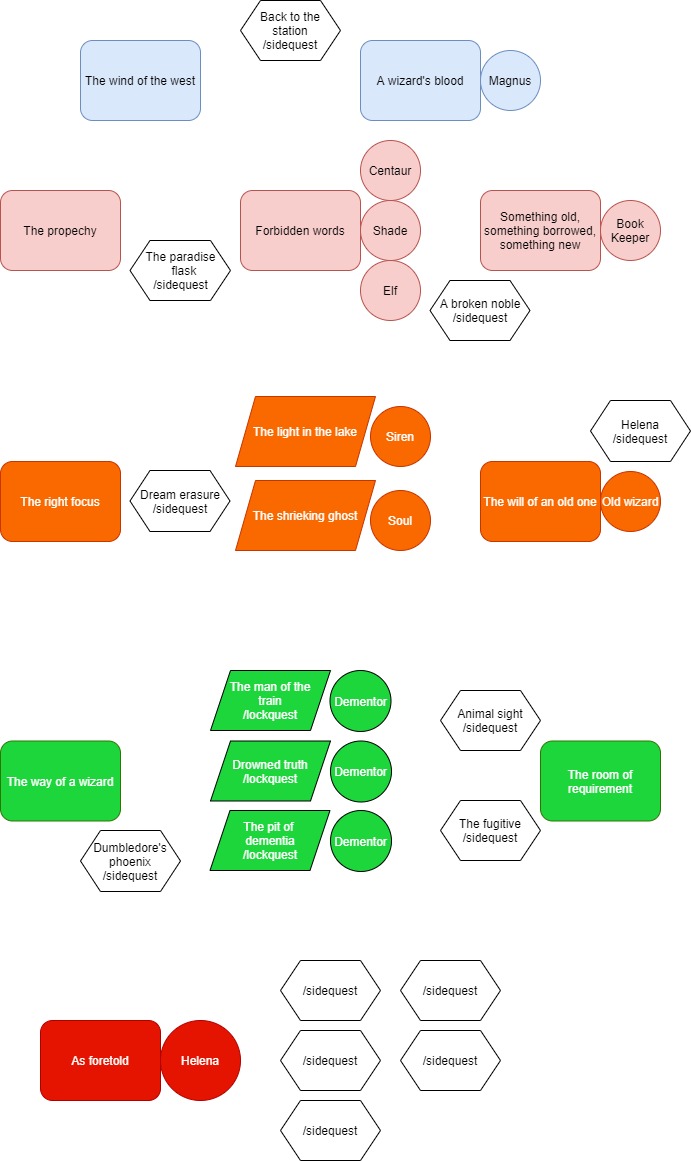 Back to the
station
/sidequest
The wind of the west
A wizard's blood
Magnus
Centaur
The propechy
Forbidden words
Shade
Something old,
something borrowed,
something new
Book
Keeper
The paradise
flask
/sidequest
Elf
A broken noble
/sidequest
The light in the lake
Siren
Helena
/sidequest
The right focus
Dream erasure
/sidequest
The shrieking ghost
Soul
The will of an old one
Old wizard
The man of the
train
/lockquest
Dementor
Animal sight
/sidequest
The way of a wizard
Drowned truth
/lockquest
Dementor
The room of
requirement
The pit of
dementia
/lockquest
Dementor
The fugitive
/sidequest
Dumbledore's
phoenix
/sidequest
/sidequest
/sidequest
As foretold
Helena
/sidequest
/sidequest
/sidequest